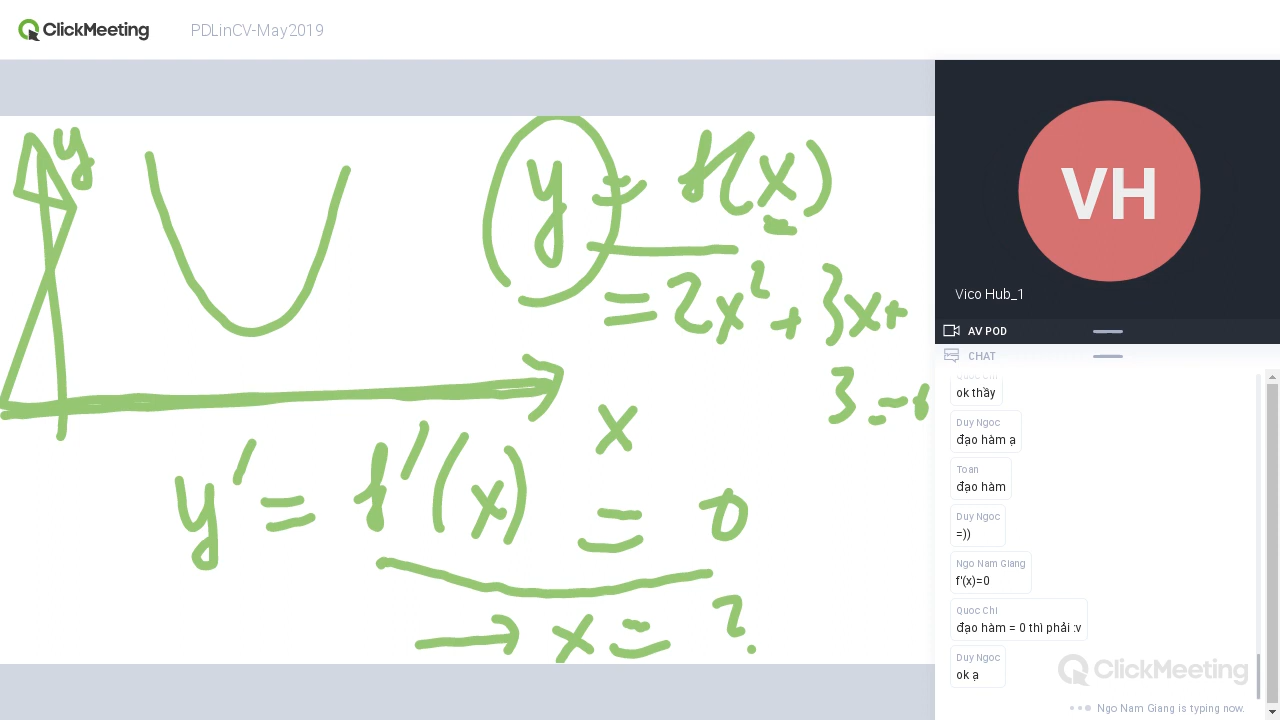 ClickMeeting PDLinCV-May2019
y
y = f(x)
= 2x² + 3x +
3 =
x
y' = f'(x) = 0
→ x = ?
VH
Vico Hub_1
AV POD
CHAT
Quoc Chi
ok thầy
Duy Ngoc
đạo hàm ạ
Toan
đạo hàm
Duy Ngoc
=))
Ngo Nam Giang
f'(x)=0
Quoc Chi
đạo hàm = 0 thì phải :v
Duy Ngoc
ok ạ
ClickMeeting
Ngo Nam Giang is typing now.